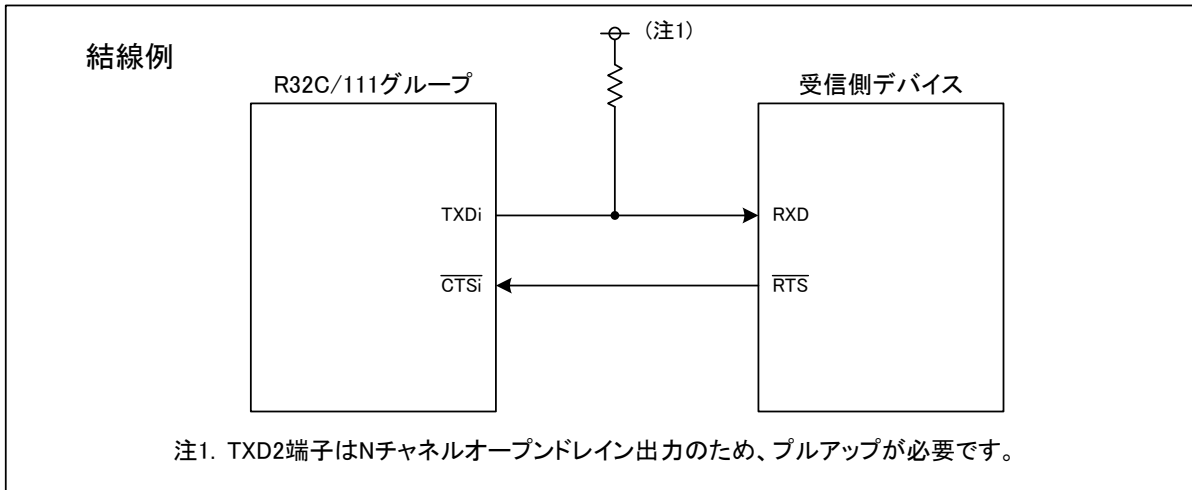 (注1)
結線例
R32C/111グループ
受信側デバイス
TXDi
RXD
CTSi
RTS
注1. TXD2端子はNチャネルオープンドレイン出力のため、プルアップが必要です。